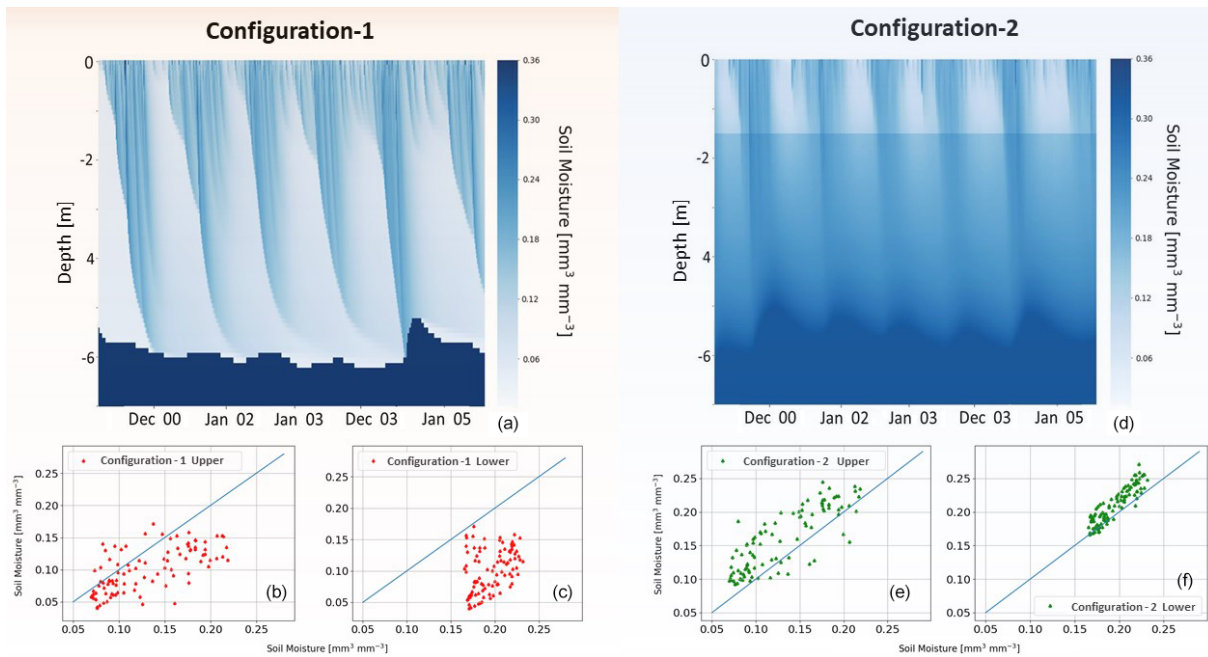 Configuration-1
0
-2
4
-6
Depth [m]
Dec 00 Jan 02 Jan 03 Dec 03 Jan 05
(a)
0.36
0.30
0.24
0.18
0.12
0.06
Soil Moisture [mm³ mm⁻³]
Configuration-2
0
-2
4
-6
Depth [m]
Dec 00 Jan 02 Jan 03 Dec 03 Jan 05
(d)
0.36
0.30
0.24
0.18
0.12
0.06
Soil Moisture [mm³ mm⁻³]
Configuration-1 Upper
0.25
0.20
0.15
0.10
0.05
Soil Moisture [mm³ mm⁻³]
(b)
0.05 0.10 0.15 0.20 0.25
Configuration-1 Lower
0.25
0.20
0.15
0.10
0.05
(c)
0.05 0.10 0.15 0.20 0.25
Soil Moisture [mm³ mm⁻³]
Configuration-2 Upper
0.25
0.20
0.15
0.10
0.05
Soil Moisture [mm³ mm⁻³]
(e)
0.05 0.10 0.15 0.20 0.25
0.25
0.20
0.15
0.10
0.05
(f)
Configuration-2 Lower
0.05 0.10 0.15 0.20 0.25
Soil Moisture [mm³ mm⁻³]